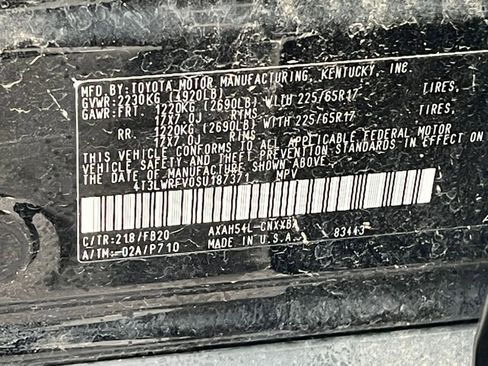 MFD.BY:TOYOTA MOTOR MANUFACTURING, KENTUCKY, INC.
GVWR:2230KG (4920LB)
GAWR:FRT. 1220KG (2690LB) WITH 225/65R17 TIRES,
17X7.0J RIMS
RR. 1220KG (2690LB) WITH 225/65R17 TIRES,
17X7.0J RIMS
THIS VEHICLE CONFORMS TO ALL APPLICABLE FEDERAL MOTOR
VEHICLE SAFETY AND THEFT PREVENTION STANDARDS IN EFFECT ON
THE DATE OF MANUFACTURE SHOWN ABOVE.
4T3LWRFV0SU187371 MPV
C/TR:218/FB20 AXAH54L-CNXXB
A/TM:-02A/P710 MADE IN U.S.A. 83443